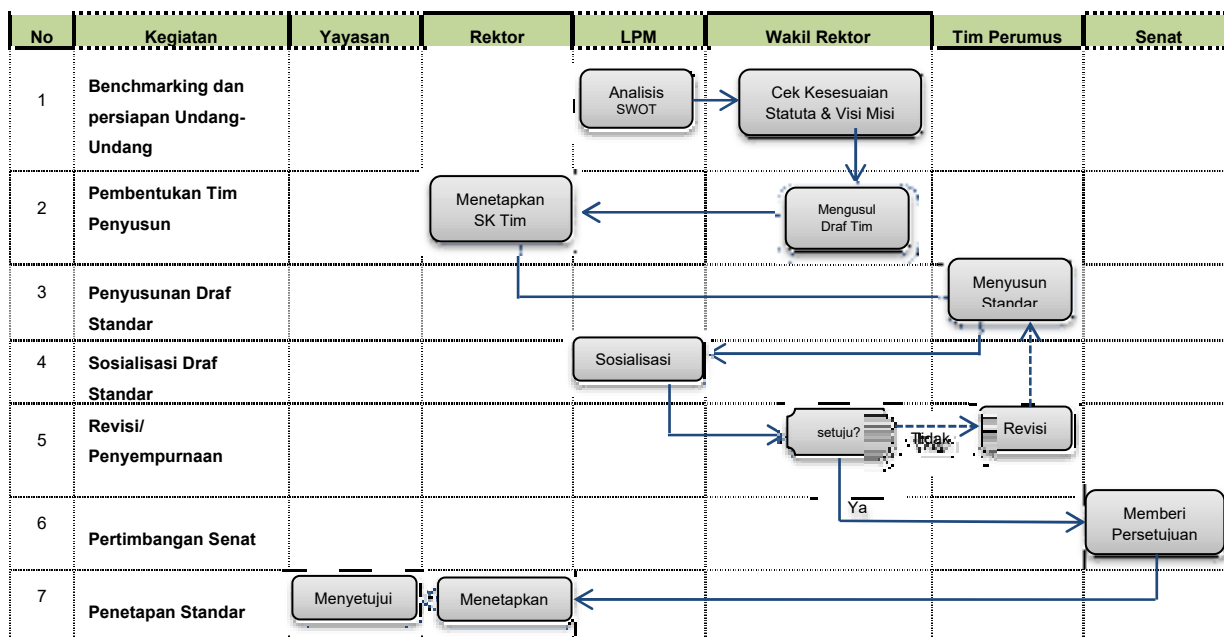 No Kegiatan Yayasan Rektor LPM Wakil Rektor Tim Perumus Senat
1
Benchmarking dan
persiapan Undang-
Undang
Analisis
SWOT
Cek Kesesuaian
Statuta & Visi Misi
2
Pembentukan Tim
Penyusun
Menetapkan
SK Tim
Mengusul
Draf Tim
3
Penyusunan Draf
Standar
Menyusun
Standar
4
Sosialisasi Draf
Standar
Sosialisasi
5
Revisi/
Penyempurnaan
setuju?
Tidak
Revisi
Ya
6
Pertimbangan Senat
Memberi
Persetujuan
7
Penetapan Standar
Menyetujui
Menetapkan